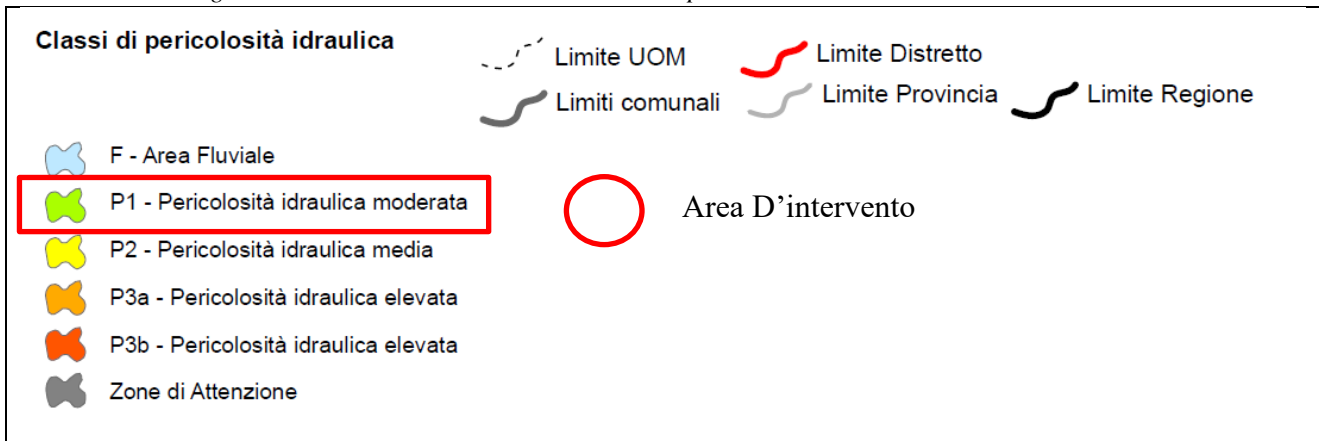 Classi di pericolosità idraulica
Limite UOM
Limite Distretto
Limiti comunali
Limite Provincia
Limite Regione
F - Area Fluviale
P1 - Pericolosità idraulica moderata
Area D’intervento
P2 - Pericolosità idraulica media
P3a - Pericolosità idraulica elevata
P3b - Pericolosità idraulica elevata
Zone di Attenzione